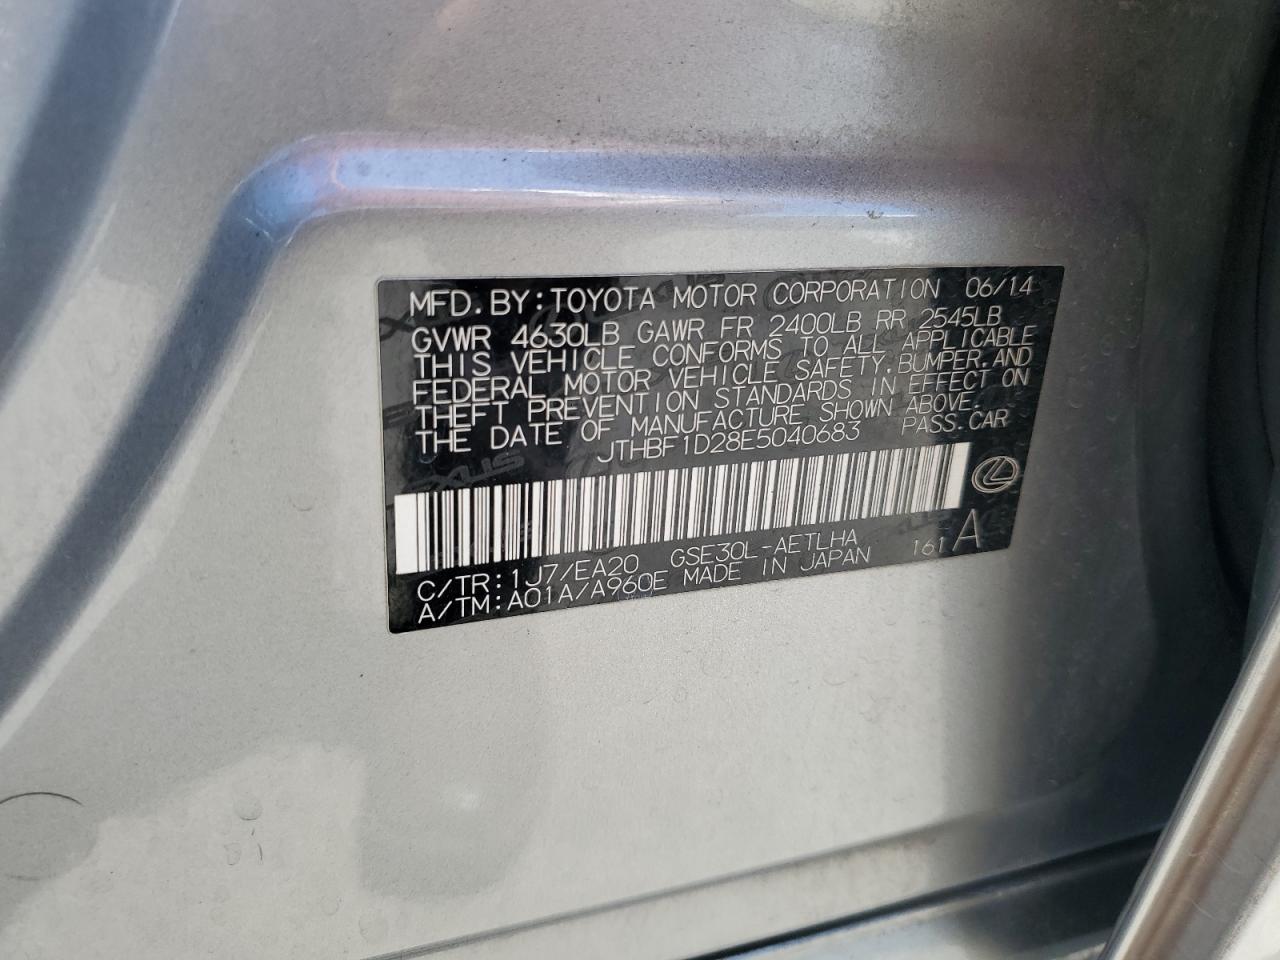 MFD. BY: TOYOTA MOTOR CORPORATION 06/14
GVWR 4630LB GAWR FR 2400LB RR 2545LB
THIS VEHICLE CONFORMS TO ALL APPLICABLE
FEDERAL MOTOR VEHICLE SAFETY, BUMPER, AND
THEFT PREVENTION STANDARDS IN EFFECT ON
THE DATE OF MANUFACTURE SHOWN ABOVE.
JTHBF1D28E5040683 PASS. CAR
C/TR: 1J7/EA20 GSE30L-AETLHA 161 A
A/TM: A01A/A960E MADE IN JAPAN